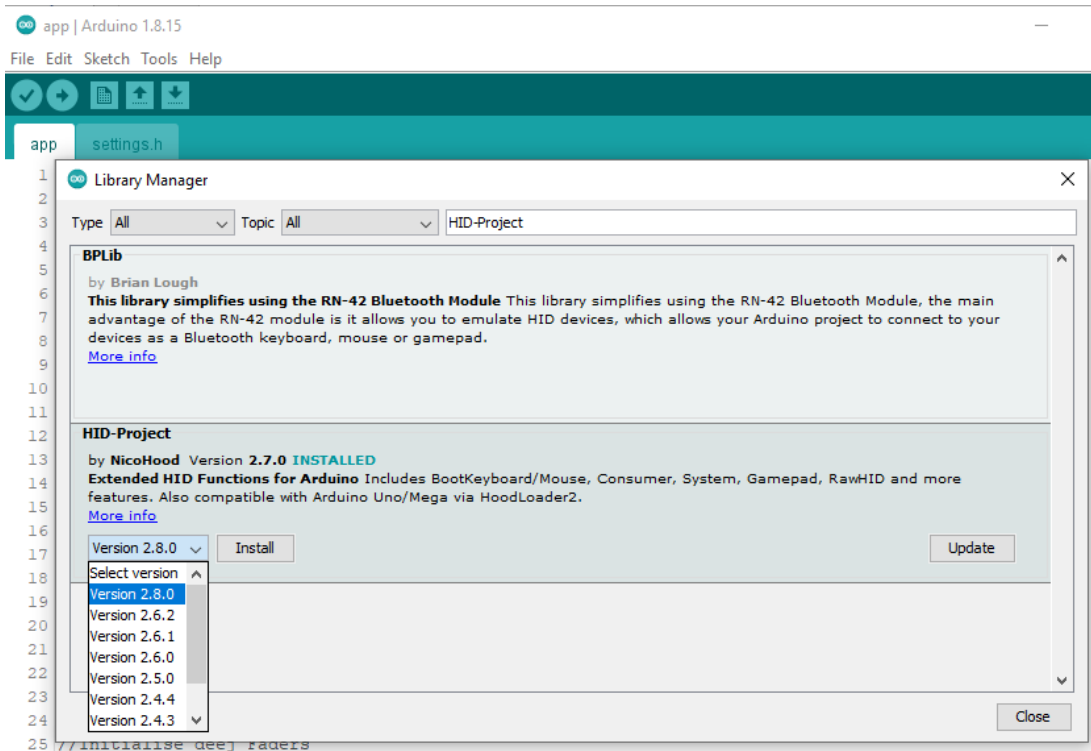 app | Arduino 1.8.15
File Edit Sketch Tools Help
app settings.h
Library Manager
Type All Topic All HID-Project
BPLib
by Brian Lough
This library simplifies using the RN-42 Bluetooth Module This library simplifies using the RN-42 Bluetooth Module, the main
advantage of the RN-42 module is it allows you to emulate HID devices, which allows your Arduino project to connect to your
devices as a Bluetooth keyboard, mouse or gamepad.
More info
HID-Project
by NicoHood Version 2.7.0 INSTALLED
Extended HID Functions for Arduino Includes BootKeyboard/Mouse, Consumer, System, Gamepad, RawHID and more
features. Also compatible with Arduino Uno/Mega via HoodLoader2.
More info
Version 2.8.0 Install Update
Select version
Version 2.8.0
Version 2.6.2
Version 2.6.1
Version 2.6.0
Version 2.5.0
Version 2.4.4
Version 2.4.3
Close
1
2
3
4
5
6
7
8
9
10
11
12
13
14
15
16
17
18
19
20
21
22
23
24
25 //Initialise deej Faders